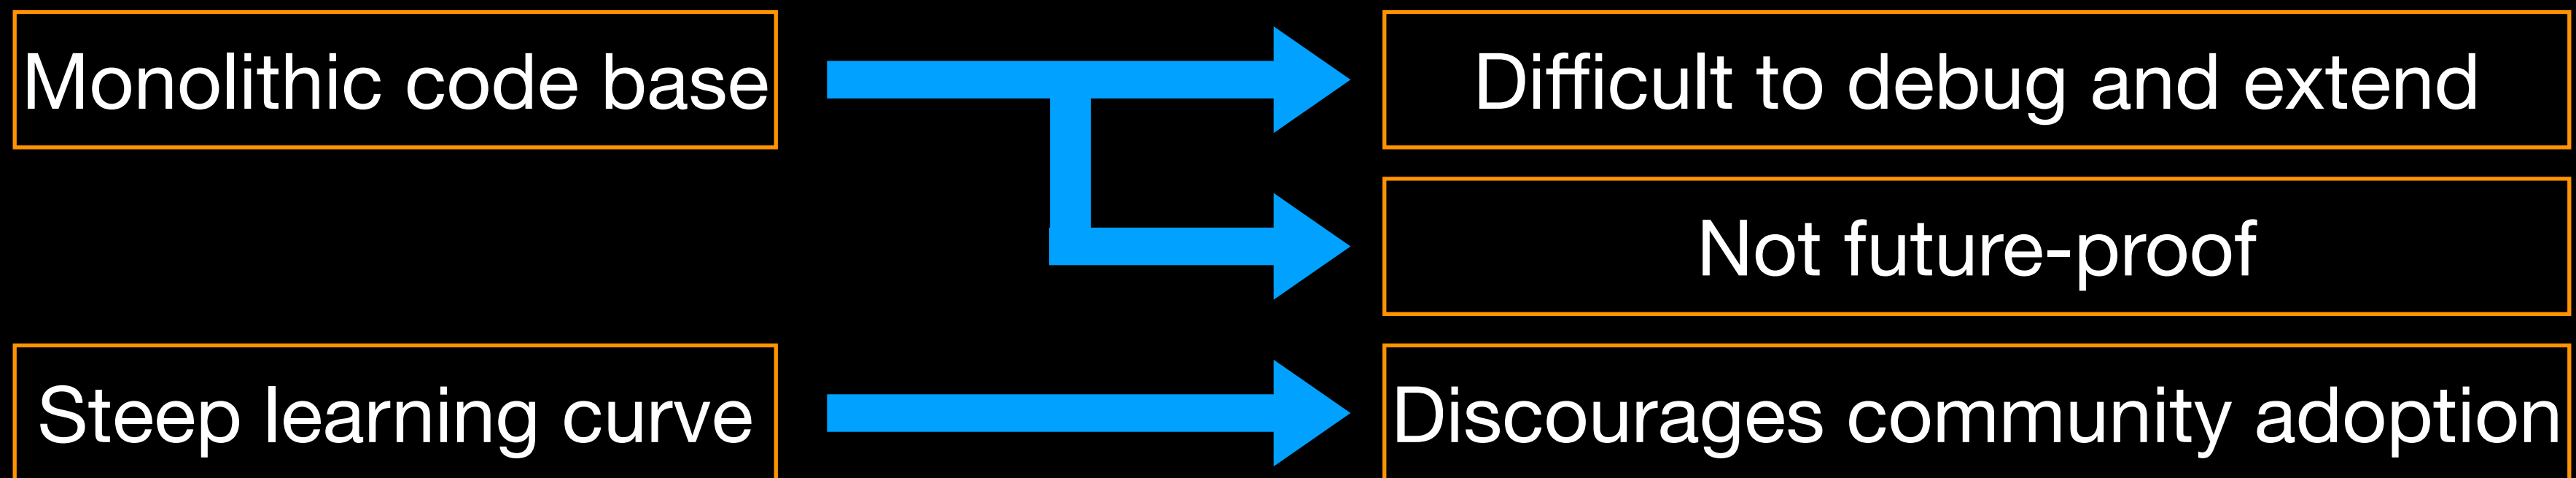 Monolithic code base
Difficult to debug and extend
Not future-proof
Steep learning curve
Discourages community adoption